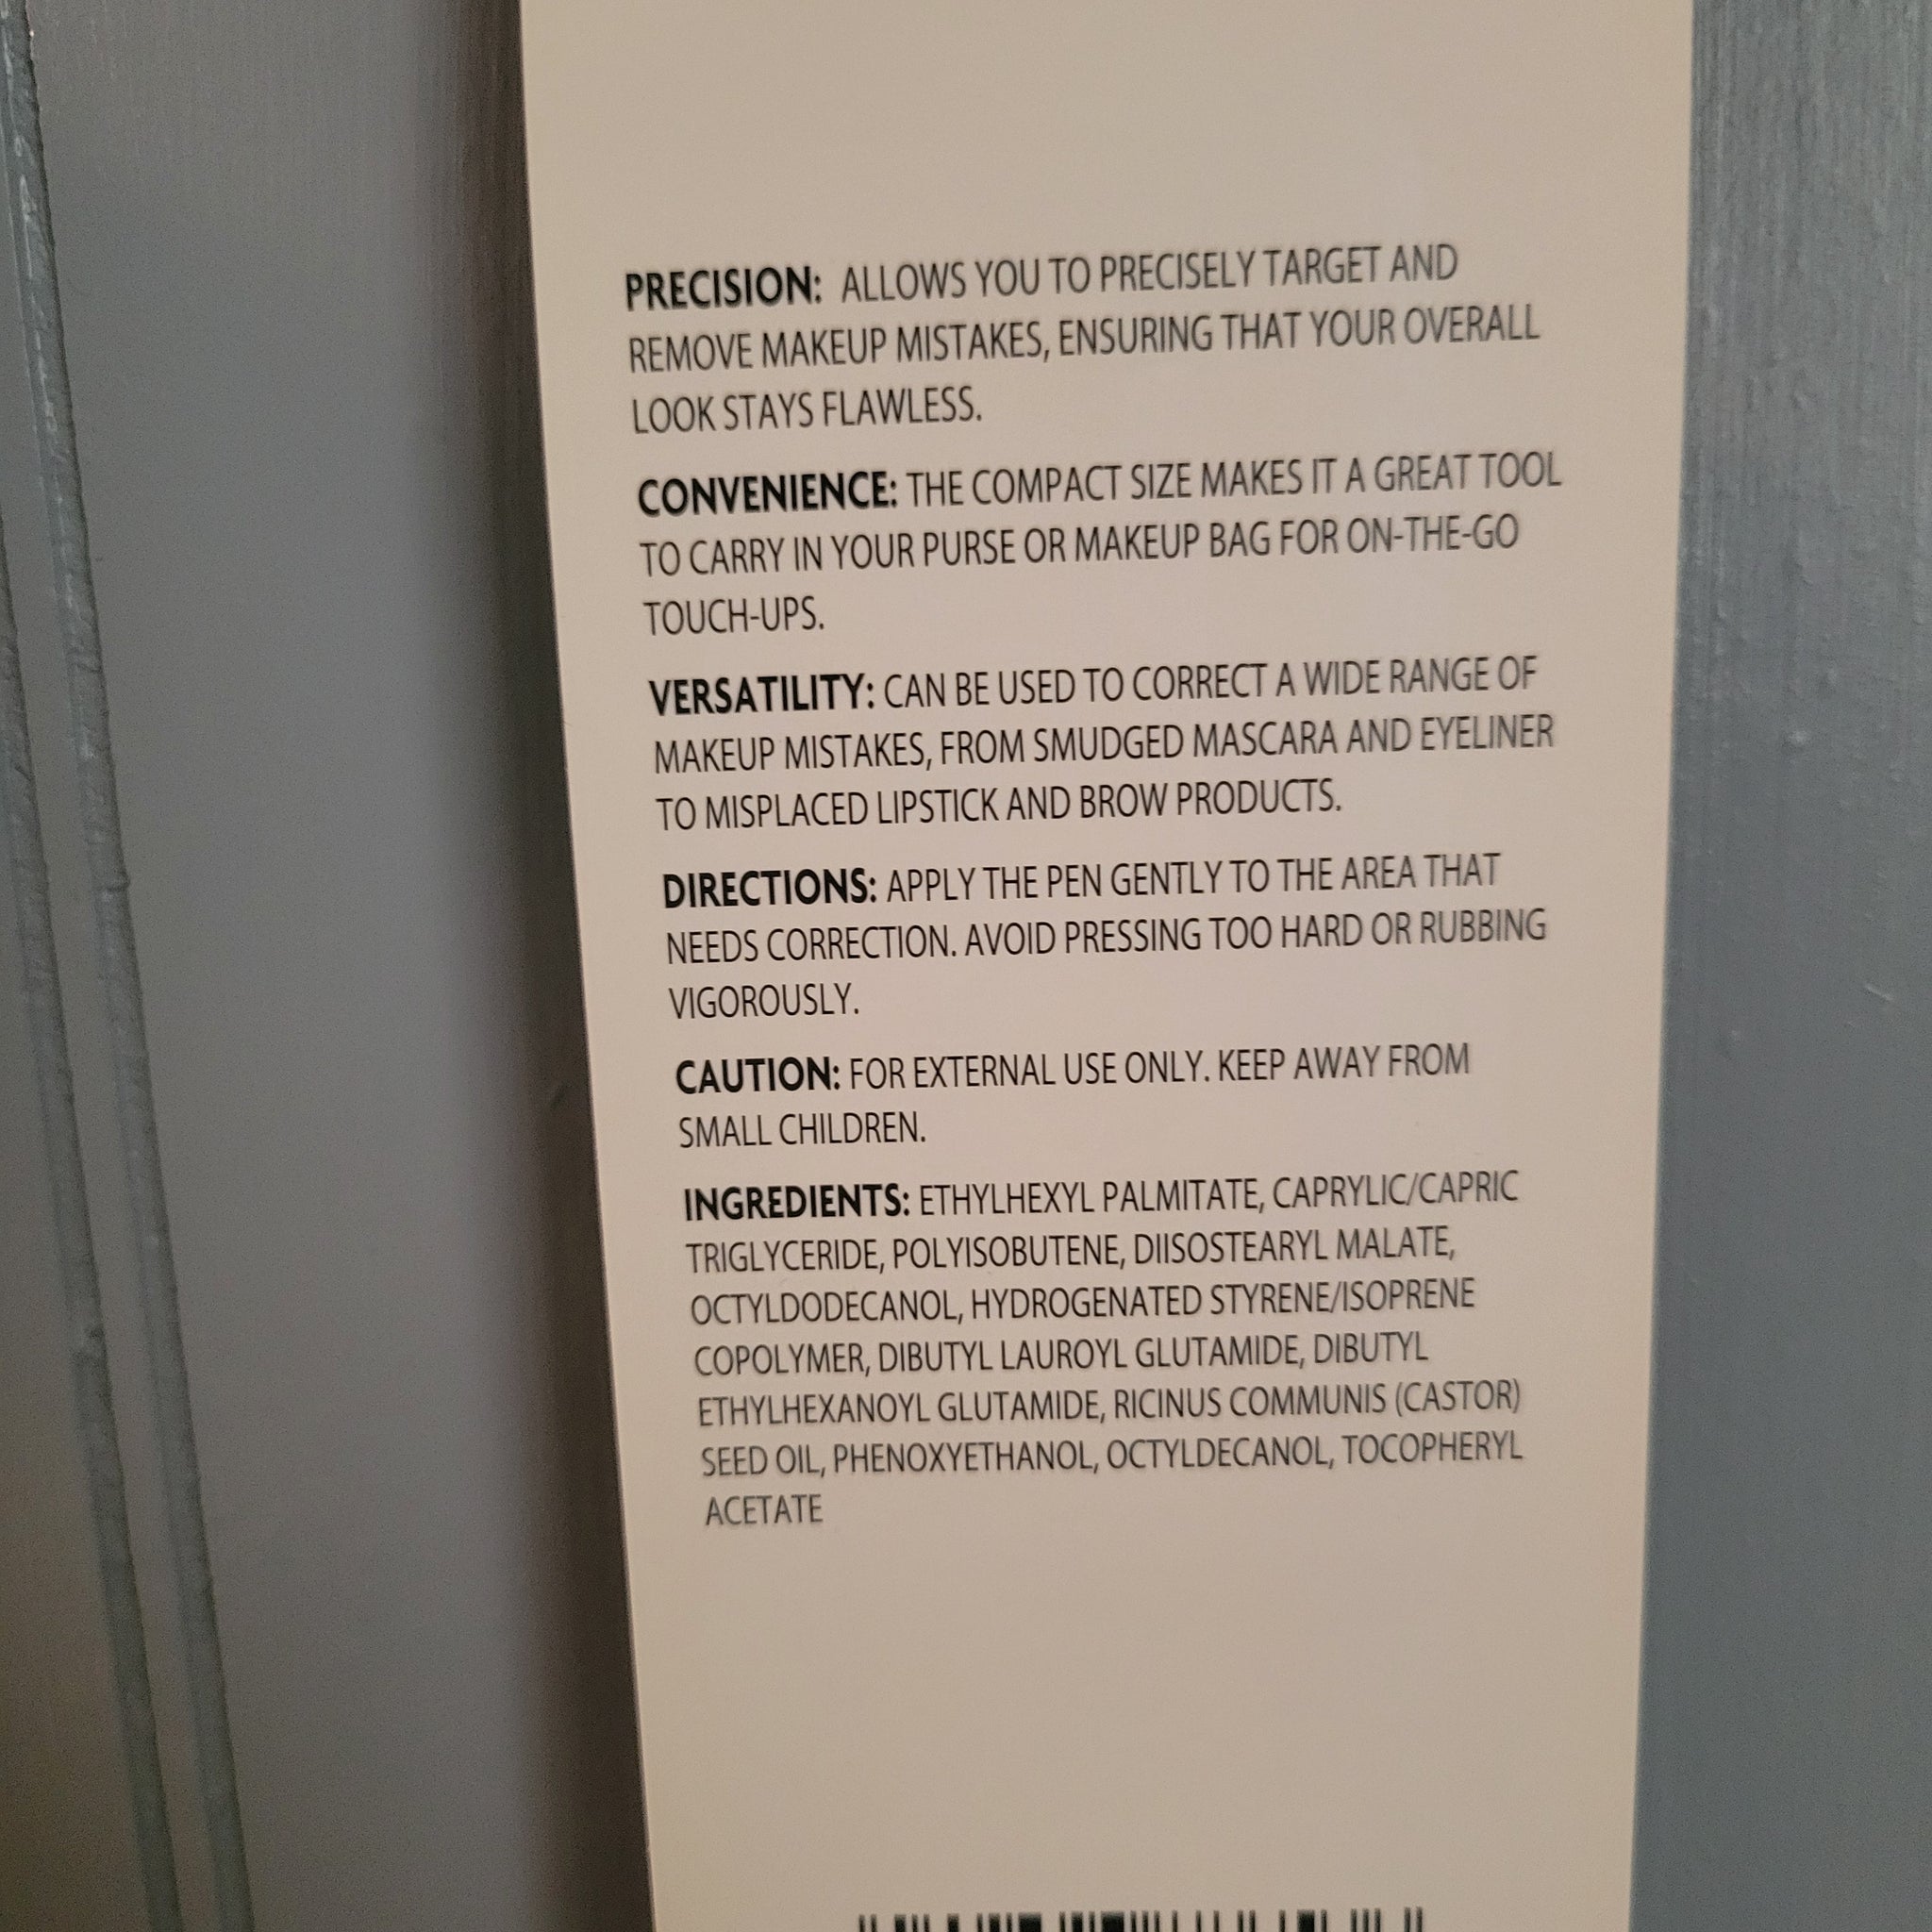 PRECISION: ALLOWS YOU TO PRECISELY TARGET AND
REMOVE MAKEUP MISTAKES, ENSURING THAT YOUR OVERALL
LOOK STAYS FLAWLESS.
CONVENIENCE: THE COMPACT SIZE MAKES IT A GREAT TOOL
TO CARRY IN YOUR PURSE OR MAKEUP BAG FOR ON-THE-GO
TOUCH-UPS.
VERSATILITY: CAN BE USED TO CORRECT A WIDE RANGE OF
MAKEUP MISTAKES, FROM SMUDGED MASCARA AND EYELINER
TO MISPLACED LIPSTICK AND BROW PRODUCTS.
DIRECTIONS: APPLY THE PEN GENTLY TO THE AREA THAT
NEEDS CORRECTION. AVOID PRESSING TOO HARD OR RUBBING
VIGOROUSLY.
CAUTION: FOR EXTERNAL USE ONLY. KEEP AWAY FROM
SMALL CHILDREN.
INGREDIENTS: ETHYLHEXYL PALMITATE, CAPRYLIC/CAPRIC
TRIGLYCERIDE, POLYISOBUTENE, DIISOSTEARYL MALATE,
OCTYLDODECANOL, HYDROGENATED STYRENE/ISOPRENE
COPOLYMER, DIBUTYL LAUROYL GLUTAMIDE, DIBUTYL
ETHYLHEXANOYL GLUTAMIDE, RICINUS COMMUNIS (CASTOR)
SEED OIL, PHENOXYETHANOL, OCTYLDECANOL, TOCOPHERYL
ACETATE